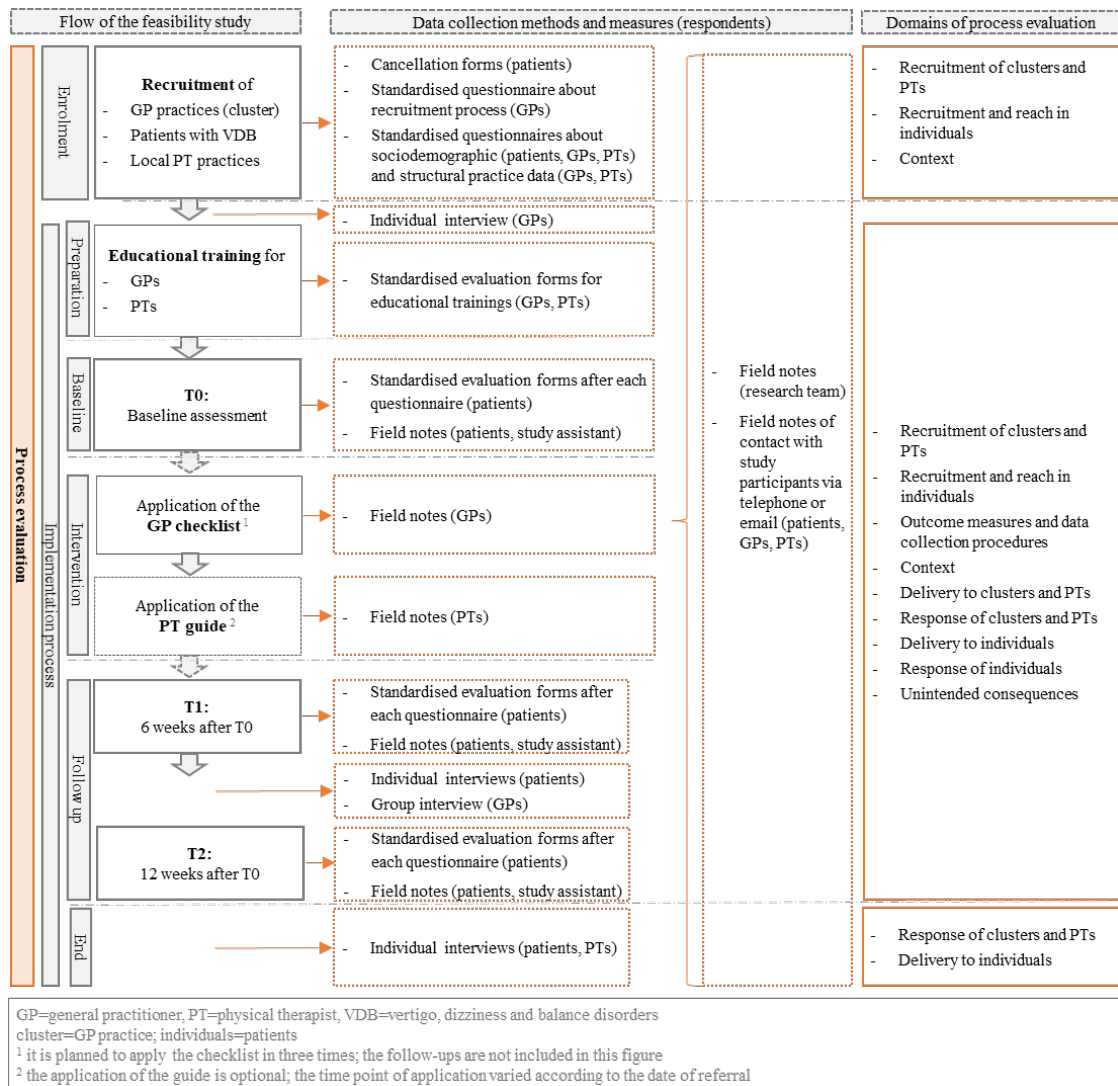 Flow of the feasibility study
Data collection methods and measures (respondents)
Domains of process evaluation
Process evaluation
Implementation process
Enrolment
Recruitment of
- GP practices (cluster)
- Patients with VDB
- Local PT practices
- Cancellation forms (patients)
- Standardised questionnaire about
recruitment process (GPs)
- Standardised questionnaires about
sociodemographic (patients, GPs, PTs)
and structural practice data (GPs, PTs)
- Recruitment of clusters and
PTs
- Recruitment and reach in
individuals
- Context
- Individual interview (GPs)
Preparation
Educational training for
- GPs
- PTs
- Standardised evaluation forms for
educational trainings (GPs, PTs)
Baseline
T0:
Baseline assessment
- Standardised evaluation forms after each
questionnaire (patients)
- Field notes (patients, study assistant)
Intervention
Application of the
GP checklist 1
- Field notes (GPs)
Application of the
PT guide 2
- Field notes (PTs)
Follow up
T1:
6 weeks after T0
- Standardised evaluation forms after
each questionnaire (patients)
- Field notes (patients, study assistant)
- Individual interviews (patients)
- Group interview (GPs)
T2:
12 weeks after T0
- Standardised evaluation forms after
each questionnaire (patients)
- Field notes (patients, study assistant)
End
- Individual interviews (patients, PTs)
- Field notes
(research team)
- Field notes of
contact with
study
participants via
telephone or
email (patients,
GPs, PTs)
- Recruitment of clusters and
PTs
- Recruitment and reach in
individuals
- Outcome measures and data
collection procedures
- Context
- Delivery to clusters and PTs
- Response of clusters and PTs
- Delivery to individuals
- Response of individuals
- Unintended consequences
- Response of clusters and PTs
- Delivery to individuals
GP=general practitioner, PT=physical therapist, VDB=vertigo, dizziness and balance disorders
cluster=GP practice; individuals=patients
1 it is planned to apply the checklist in three times; the follow-ups are not included in this figure
2 the application of the guide is optional; the time point of application varied according to the date of referral